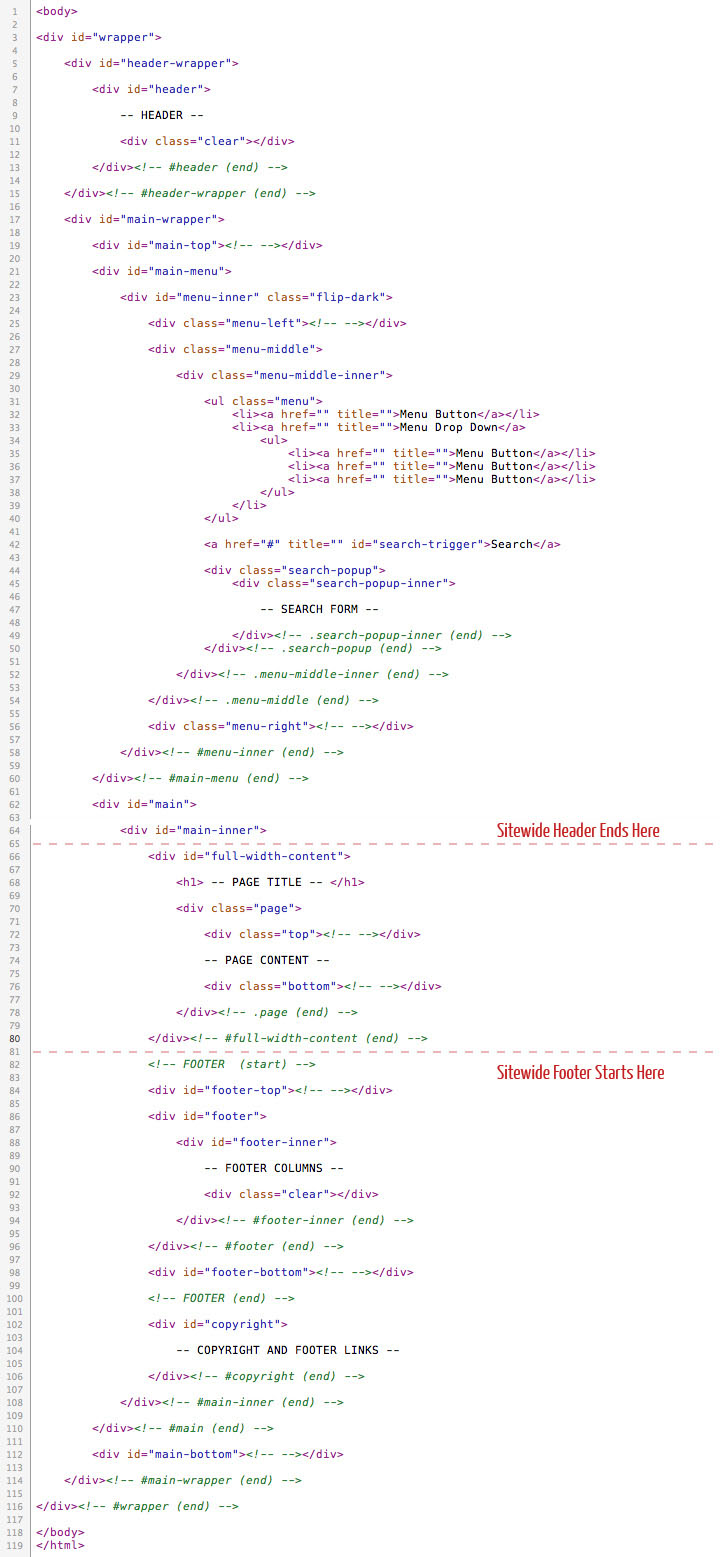 1 <body>
2
3 <div id="wrapper">
4
5 <div id="header-wrapper">
6
7 <div id="header">
8
9 -- HEADER --
10
11 <div class="clear"></div>
12
13 </div><!-- #header (end) -->
14
15 </div><!-- #header-wrapper (end) -->
16
17 <div id="main-wrapper">
18
19 <div id="main-top"><!-- --></div>
20
21 <div id="main-menu">
22
23 <div id="menu-inner" class="flip-dark">
24
25 <div class="menu-left"><!-- --></div>
26
27 <div class="menu-middle">
28
29 <div class="menu-middle-inner">
30
31 <ul class="menu">
32 <li><a href="" title="">Menu Button</a></li>
33 <li><a href="" title="">Menu Drop Down</a>
34 <ul>
35 <li><a href="" title="">Menu Button</a></li>
36 <li><a href="" title="">Menu Button</a></li>
37 <li><a href="" title="">Menu Button</a></li>
38 </ul>
39 </li>
40 </ul>
41
42 <a href="#" title="" id="search-trigger">Search</a>
43
44 <div class="search-popup">
45 <div class="search-popup-inner">
46
47 -- SEARCH FORM --
48
49 </div><!-- .search-popup-inner (end) -->
50 </div><!-- .search-popup (end) -->
51
52 </div><!-- .menu-middle-inner (end) -->
53
54 </div><!-- .menu-middle (end) -->
55
56 <div class="menu-right"><!-- --></div>
57
58 </div><!-- #menu-inner (end) -->
59
60 </div><!-- #main-menu (end) -->
61
62 <div id="main">
63
64 <div id="main-inner"> Sitewide Header Ends Here
65
66 <div id="full-width-content">
67
68 <h1> -- PAGE TITLE -- </h1>
69
70 <div class="page">
71
72 <div class="top"><!-- --></div>
73
74 -- PAGE CONTENT --
75
76 <div class="bottom"><!-- --></div>
77
78 </div><!-- .page (end) -->
79
80 </div><!-- #full-width-content (end) -->
81
82 <!-- FOOTER  (start) --> Sitewide Footer Starts Here
83
84 <div id="footer-top"><!-- --></div>
85
86 <div id="footer">
87
88 <div id="footer-inner">
89
90 -- FOOTER COLUMNS --
91
92 <div class="clear"></div>
93
94 </div><!-- #footer-inner (end) -->
95
96 </div><!-- #footer (end) -->
97
98 <div id="footer-bottom"><!-- --></div>
99
100 <!-- FOOTER (end) -->
101
102 <div id="copyright">
103
104 -- COPYRIGHT AND FOOTER LINKS --
105
106 </div><!-- #copyright (end) -->
107
108 </div><!-- #main-inner (end) -->
109
110 </div><!-- #main (end) -->
111
112 <div id="main-bottom"><!-- --></div>
113
114 </div><!-- #main-wrapper (end) -->
115
116 </div><!-- #wrapper (end) -->
117
118 </body>
119 </html>